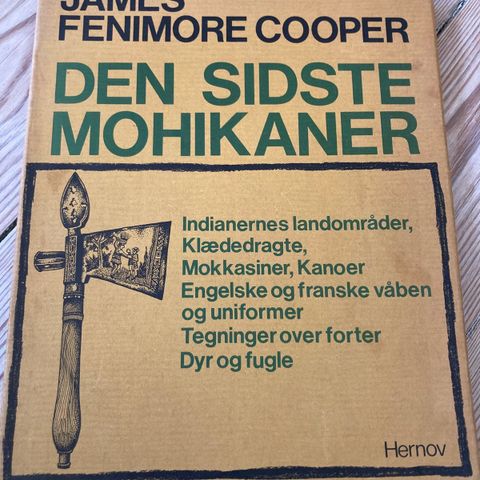 JAMES
FENIMORE COOPER
DEN SIDSTE
MOHIKANER
Indianernes landområder,
Klædedragte,
Mokkasiner, Kanoer
Engelske og franske våben
og uniformer
Tegninger over forter
Dyr og fugle
Hernov